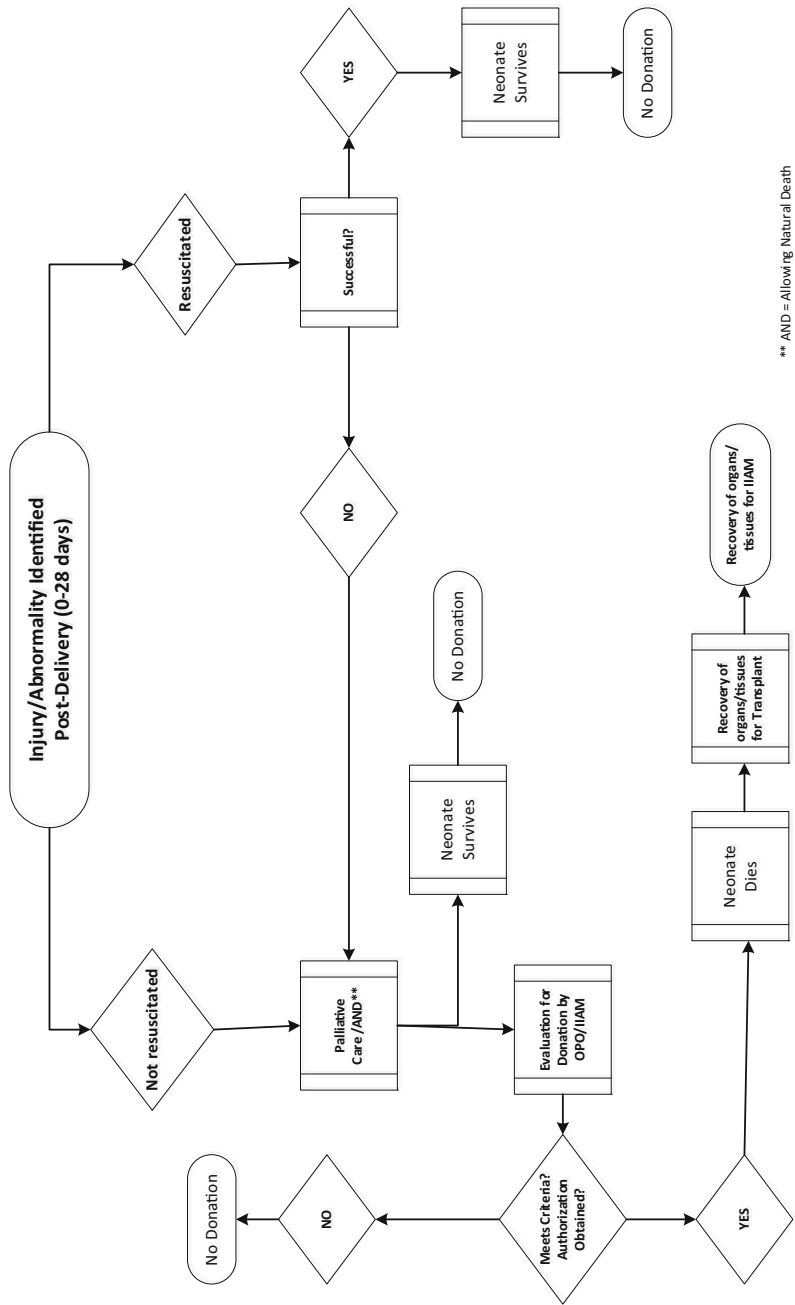 Injury/Abnormality Identified
Post-Delivery (0-28 days)
Not resuscitated
Resuscitated
Palliative
Care /AND**
NO
Successful?
YES
Neonate
Survives
No Donation
Neonate
Survives
No Donation
Evaluation for
Donation by
OPO/IIAM
Meets Criteria?
Authorization
Obtained?
NO
No Donation
YES
Neonate
Dies
Recovery of
organs/tissues
for Transplant
Recovery of organs/
tissues for IIAM
** AND = Allowing Natural Death